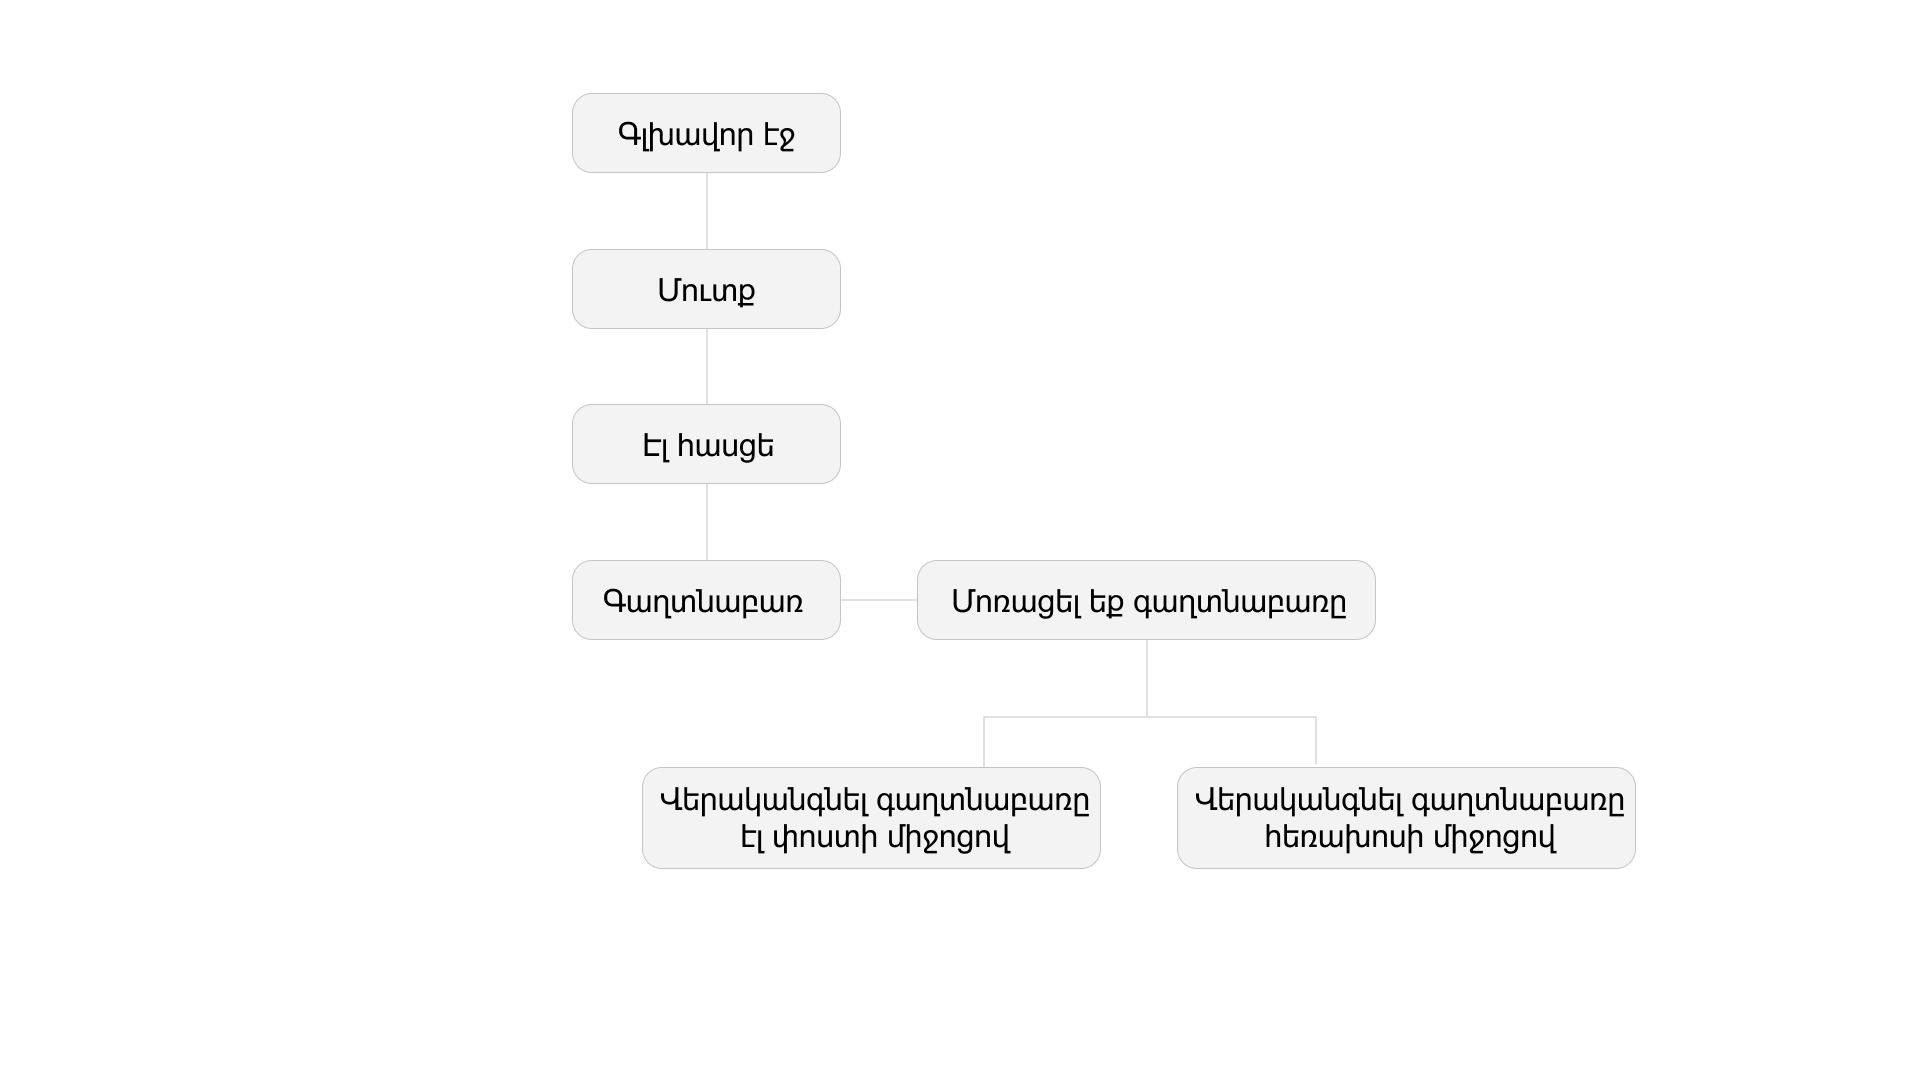 Գլխավոր էջ
Մուտք
Էլ հասցե
Գաղտնաբառ
Մոռացել եք գաղտնաբառը
Վերականգնել գաղտնաբառը
էլ փոստի միջոցով
Վերականգնել գաղտնաբառը
հեռախոսի միջոցով